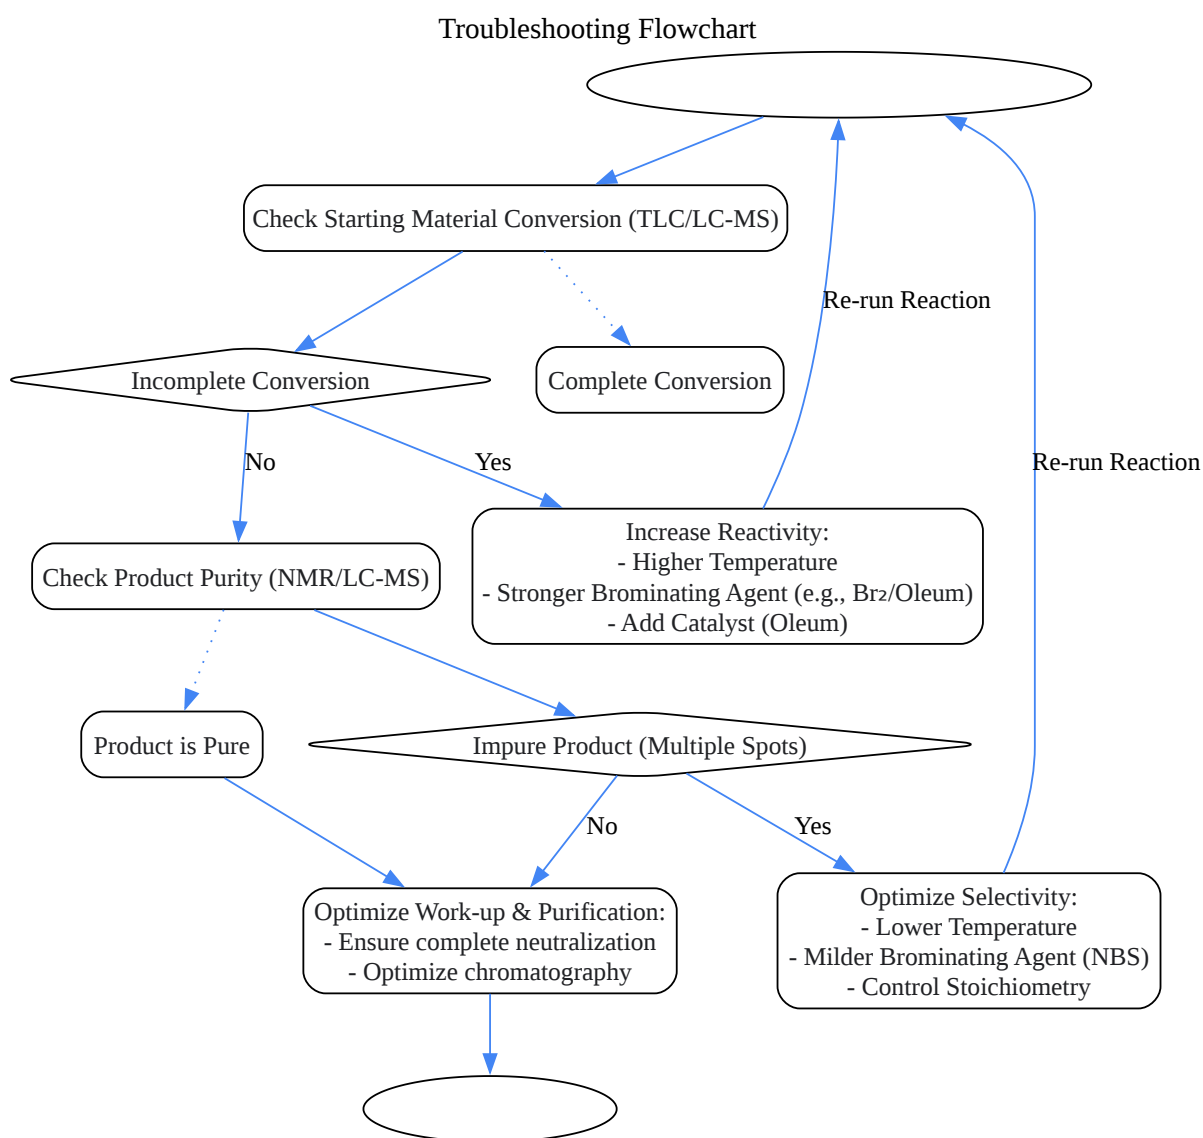 Troubleshooting Flowchart
Check Starting Material Conversion (TLC/LC-MS)
Re-run Reaction
Incomplete Conversion
Complete Conversion
No
Yes
Re-run Reaction
Increase Reactivity:
- Higher Temperature
- Stronger Brominating Agent (e.g., Br₂/Oleum)
- Add Catalyst (Oleum)
Check Product Purity (NMR/LC-MS)
Product is Pure
Impure Product (Multiple Spots)
No
Yes
Optimize Work-up & Purification:
- Ensure complete neutralization
- Optimize chromatography
Optimize Selectivity:
- Lower Temperature
- Milder Brominating Agent (NBS)
- Control Stoichiometry